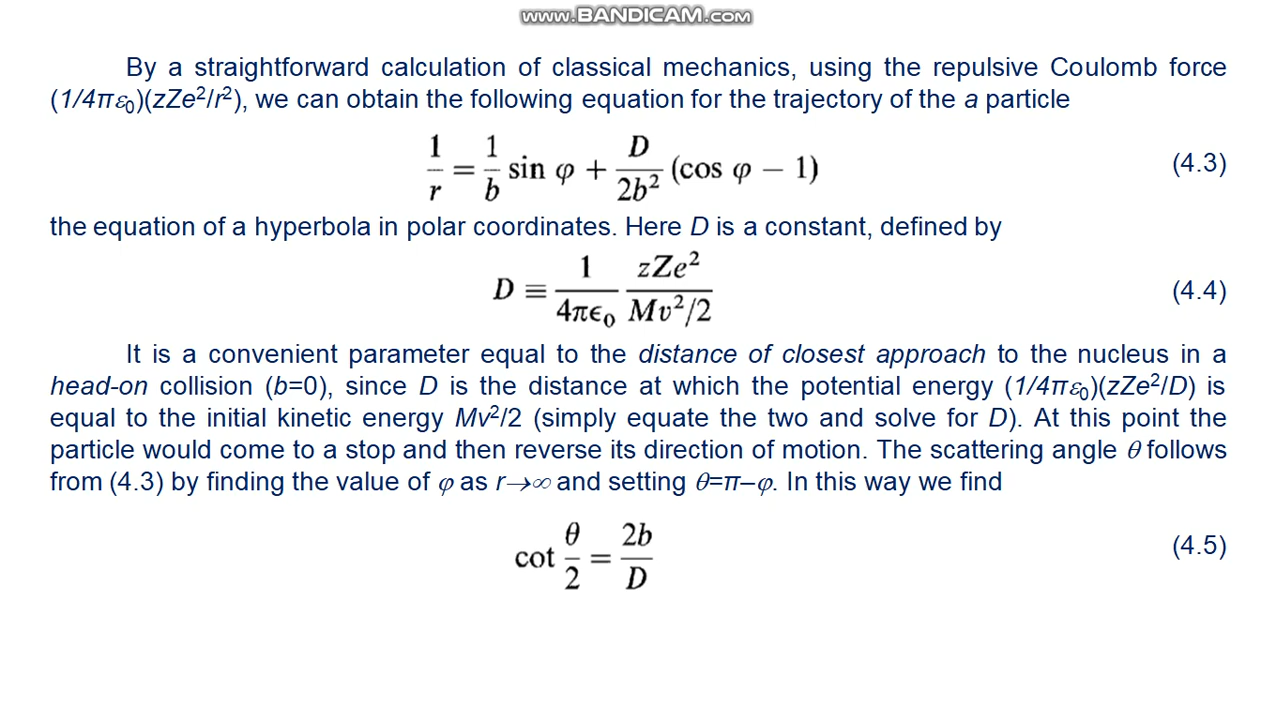 www.BANDICAM.com
By a straightforward calculation of classical mechanics, using the repulsive Coulomb force
(1/4πε₀)(zZe²/r²), we can obtain the following equation for the trajectory of the a particle
1/r = 1/b sin φ + D/2b² (cos φ − 1) (4.3)
the equation of a hyperbola in polar coordinates. Here D is a constant, defined by
D ≡ 1/4πϵ₀ zZe²/Mv²/2 (4.4)
It is a convenient parameter equal to the distance of closest approach to the nucleus in a
head-on collision (b=0), since D is the distance at which the potential energy (1/4πε₀)(zZe²/D) is
equal to the initial kinetic energy Mv²/2 (simply equate the two and solve for D). At this point the
particle would come to a stop and then reverse its direction of motion. The scattering angle θ follows
from (4.3) by finding the value of φ as r→∞ and setting θ=π–φ. In this way we find
cot θ/2 = 2b/D (4.5)